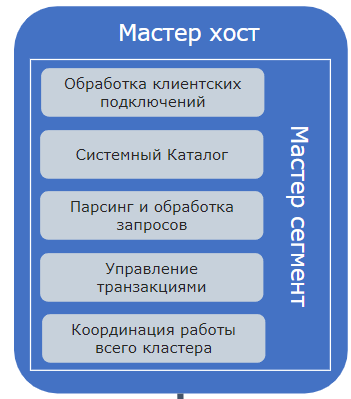 Мастер хост
Обработка клиентских
подключений
Системный Каталог
Парсинг и обработка
запросов
Управление
транзакциями
Координация работы
всего кластера
Мастер сегмент